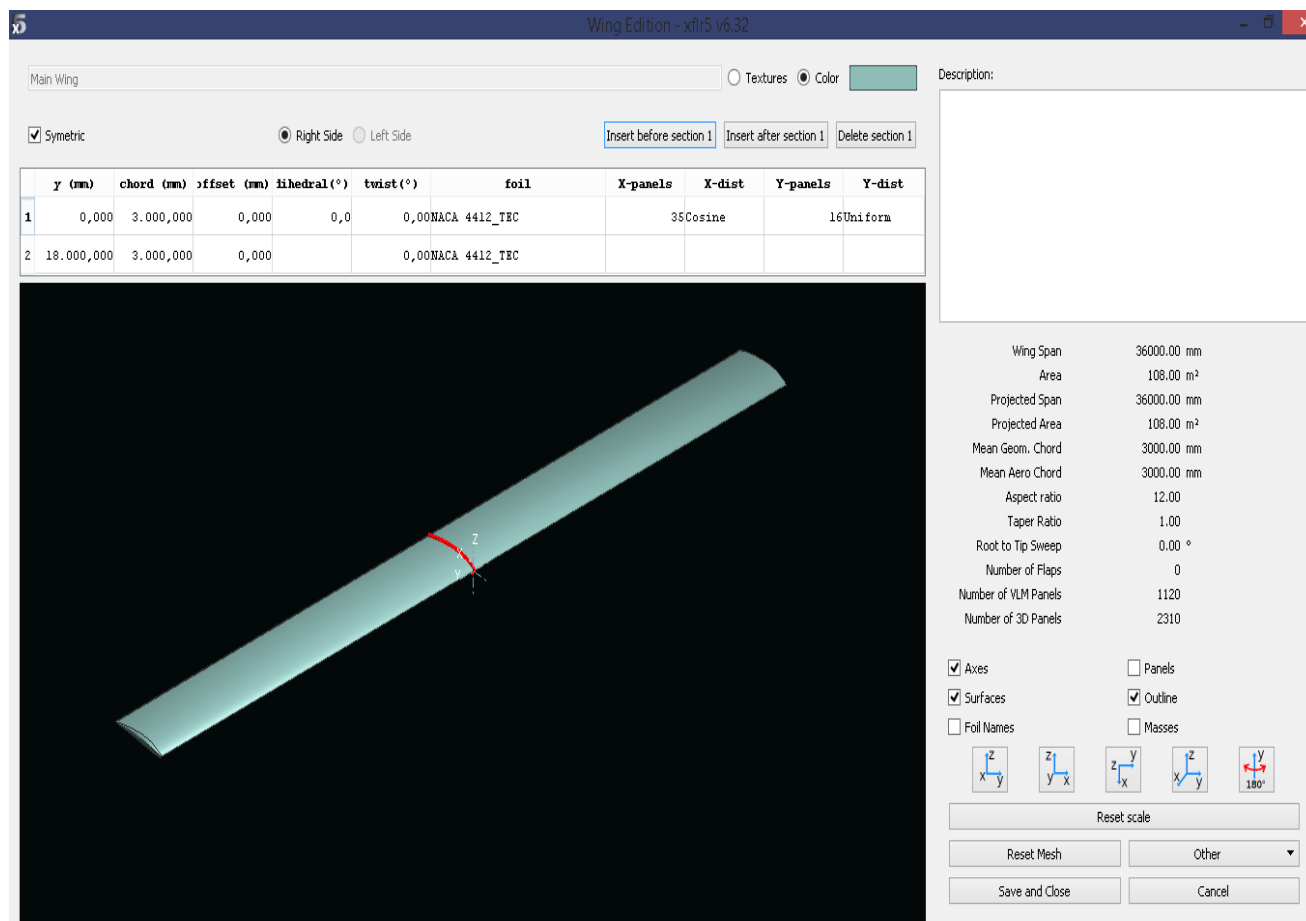 Wing Edition - xflr5 v6.32
Main Wing
Textures Color
Description:
Symetric
Right Side Left Side
Insert before section 1 Insert after section 1 Delete section 1
y (mm) chord (mm) offset (mm) dihedral(°) twist(°) foil X-panels X-dist Y-panels Y-dist
1 0,000 3.000,000 0,000 0,0 0,00 NACA 4412_TEC 35 Cosine 16 Uniform
2 18.000,000 3.000,000 0,000 0,00 NACA 4412_TEC
Z
X
Y
Wing Span 36000.00 mm
Area 108.00 m²
Projected Span 36000.00 mm
Projected Area 108.00 m²
Mean Geom. Chord 3000.00 mm
Mean Aero Chord 3000.00 mm
Aspect ratio 12.00
Taper Ratio 1.00
Root to Tip Sweep 0.00 °
Number of Flaps 0
Number of VLM Panels 1120
Number of 3D Panels 2310
Axes Panels
Surfaces Outline
Foil Names Masses
z x y
z y x
z y x
z x y
y 180°
Reset scale
Reset Mesh Other
Save and Close Cancel